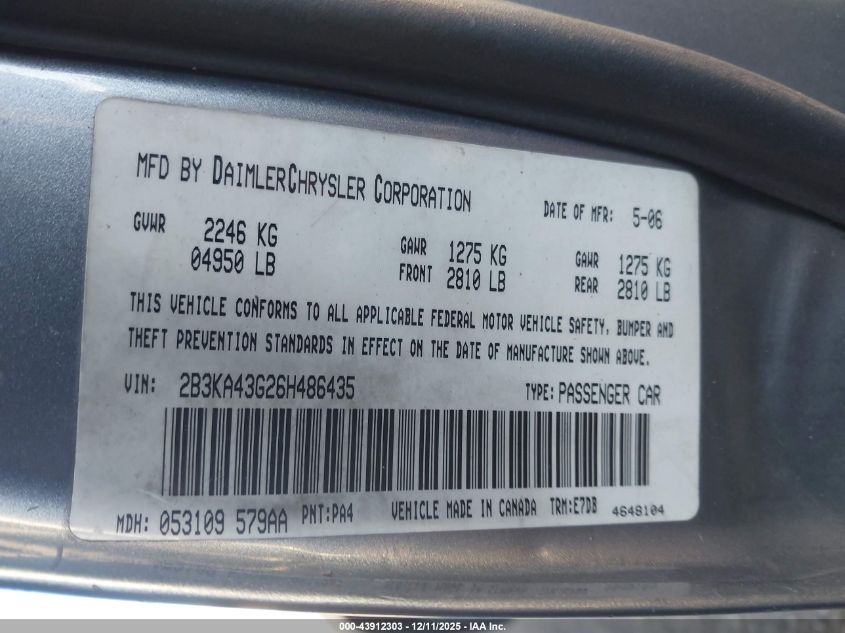 MFD BY DAIMLERCHRYSLER CORPORATION
DATE OF MFR: 5-06
GVWR 2246 KG 04950 LB
GAWR FRONT 1275 KG 2810 LB
GAWR REAR 1275 KG 2810 LB
THIS VEHICLE CONFORMS TO ALL APPLICABLE FEDERAL MOTOR VEHICLE SAFETY, BUMPER AND
THEFT PREVENTION STANDARDS IN EFFECT ON THE DATE OF MANUFACTURE SHOWN ABOVE.
VIN: 2B3KA43G26H486435 TYPE: PASSENGER CAR
MDH: 053109 579AA PNT:PA4 VEHICLE MADE IN CANADA TRM:E7DB 4648104
000-43912303 - 12/11/2025 - IAA Inc.